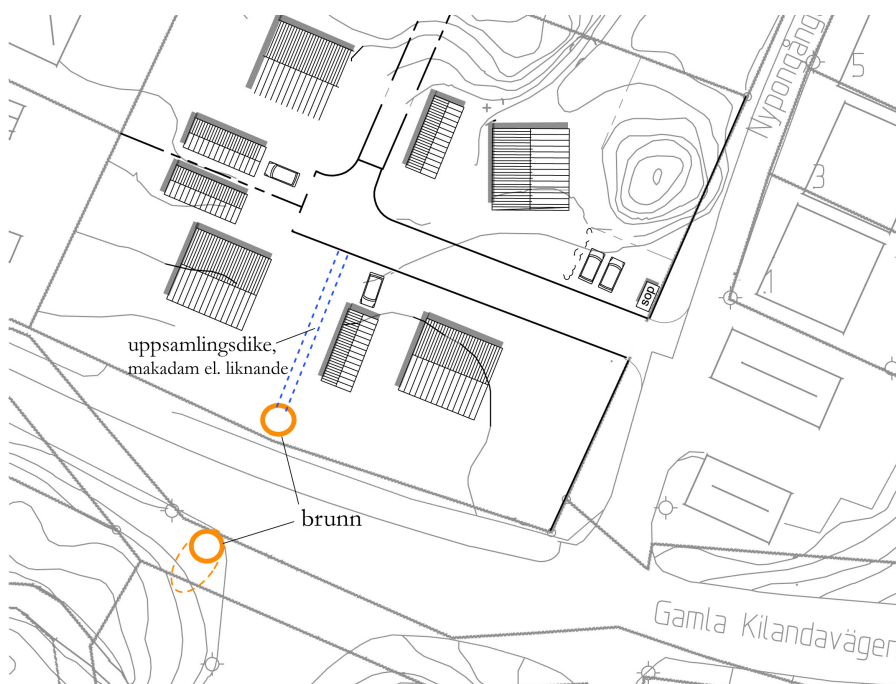 Nypongång
5
3
1
sop
uppsamlingsdike,
makadam el. liknande
brunn
Gamla Kilandavägen